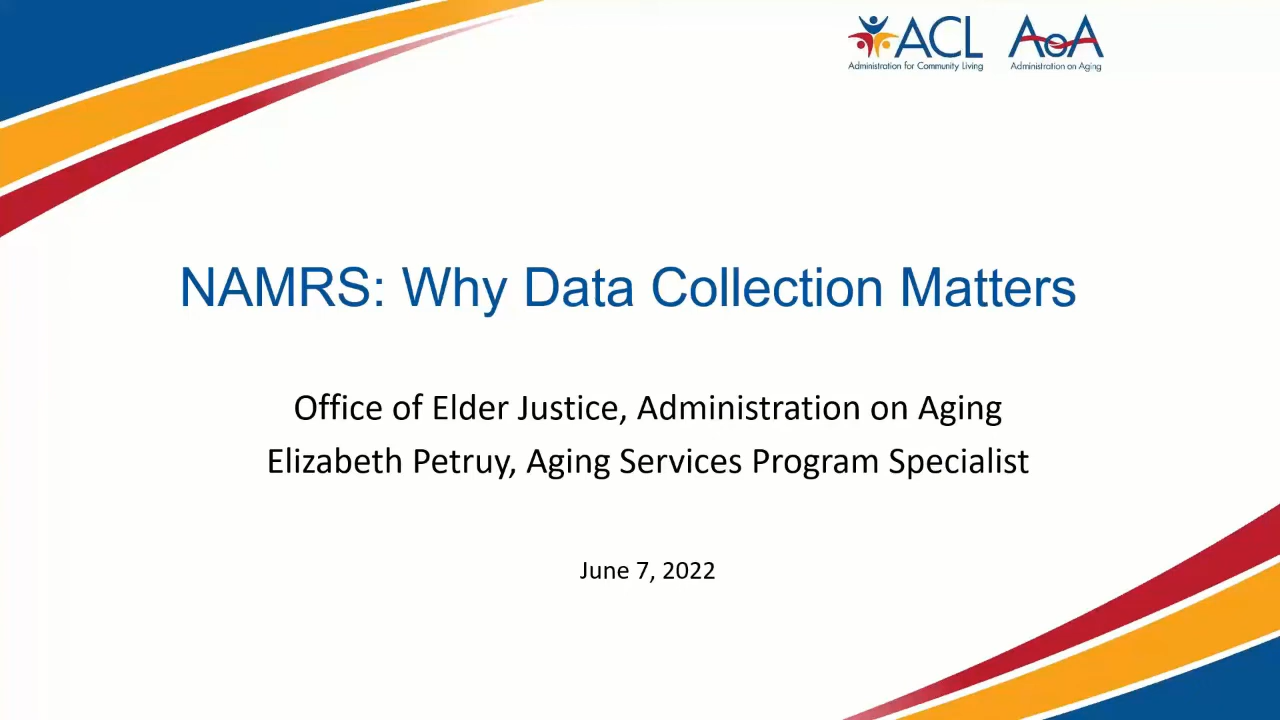 ACL AoA
Administration for Community Living Administration on Aging
NAMRS: Why Data Collection Matters
Office of Elder Justice, Administration on Aging
Elizabeth Petruy, Aging Services Program Specialist
June 7, 2022